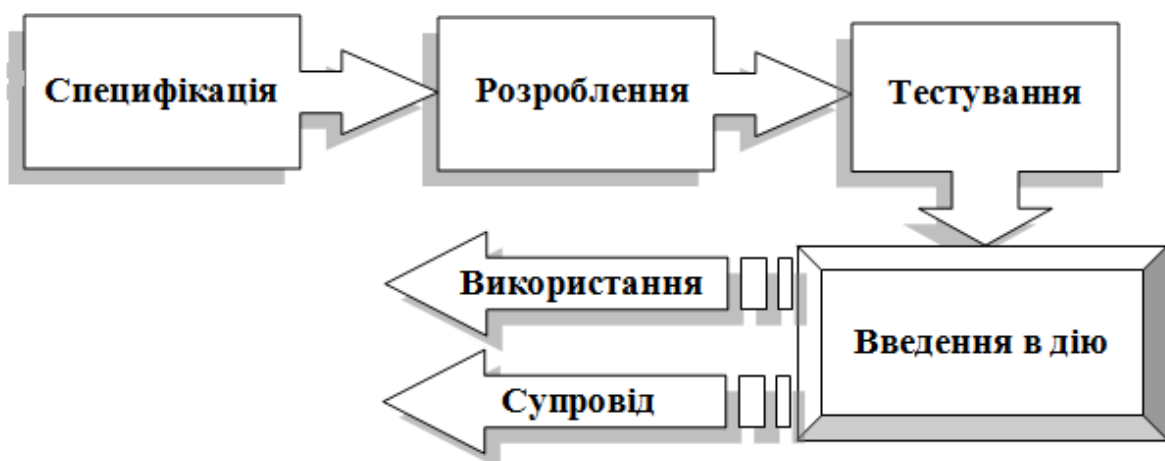 Специфікація
Розроблення
Тестування
Використання
Введення в дію
Супровід